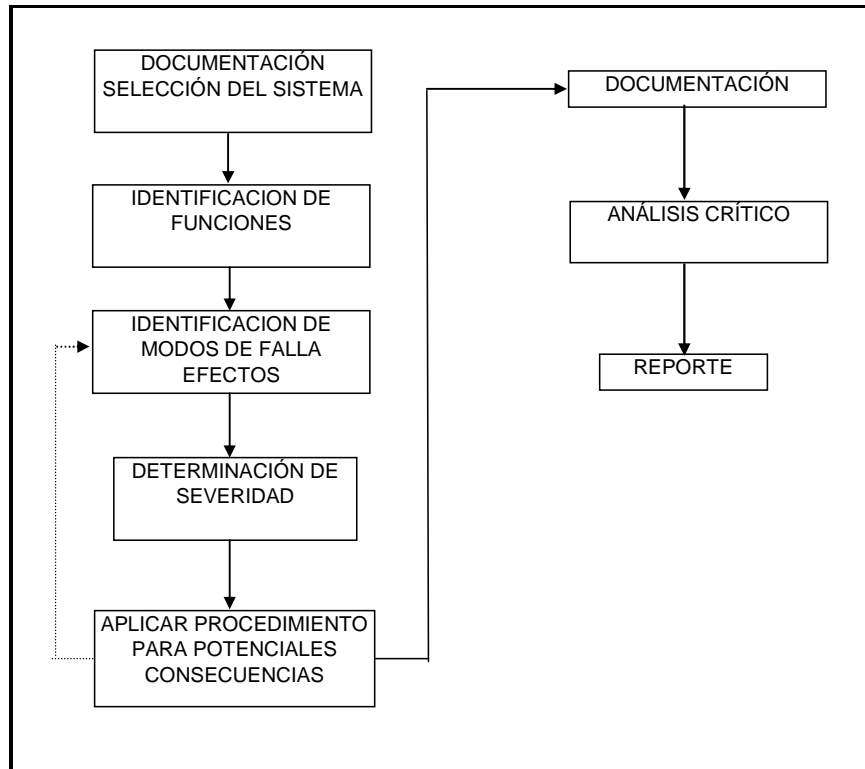 DOCUMENTACIÓN
SELECCIÓN DEL SISTEMA
IDENTIFICACION DE
FUNCIONES
IDENTIFICACION DE
MODOS DE FALLA
EFECTOS
DETERMINACIÓN DE
SEVERIDAD
APLICAR PROCEDIMIENTO
PARA POTENCIALES
CONSECUENCIAS
DOCUMENTACIÓN
ANÁLISIS CRÍTICO
REPORTE